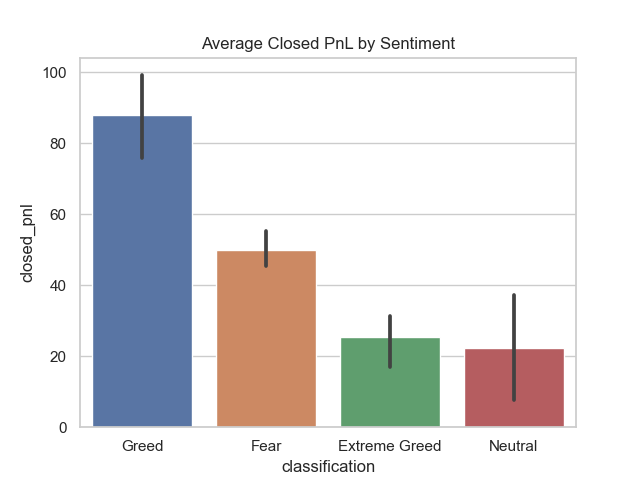 Average Closed PnL by Sentiment
100
80
60
40
20
0
closed_pnl
Greed Fear Extreme Greed Neutral
classification